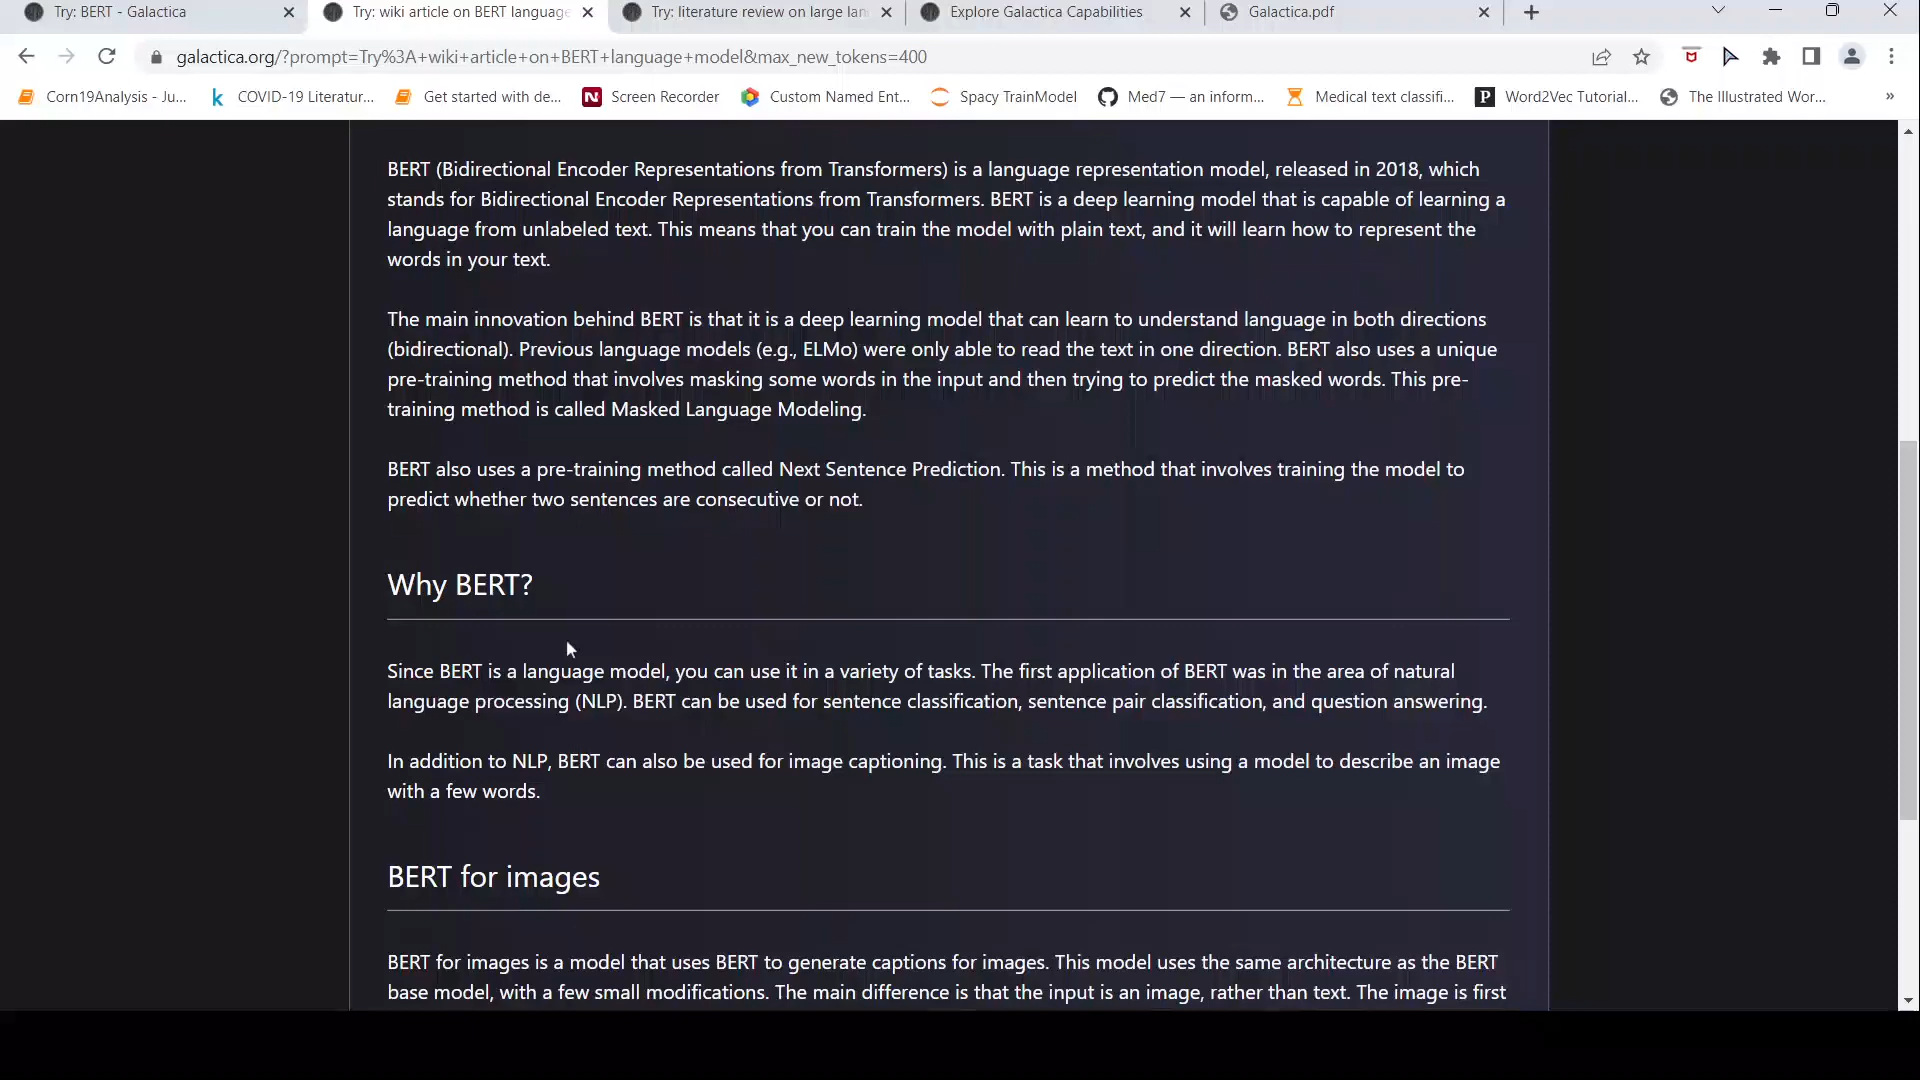 Try: BERT - Galactica
Try: wiki article on BERT language
Try: literature review on large lan
Explore Galactica Capabilities
Galactica.pdf
galactica.org/?prompt=Try%3A+wiki+article+on+BERT+language+model&max_new_tokens=400
Corn19Analysis - Ju...
COVID-19 Literatur...
Get started with de...
Screen Recorder
Custom Named Ent...
Spacy TrainModel
Med7 — an inform...
Medical text classifi...
Word2Vec Tutorial...
The Illustrated Wor...
BERT (Bidirectional Encoder Representations from Transformers) is a language representation model, released in 2018, which
stands for Bidirectional Encoder Representations from Transformers. BERT is a deep learning model that is capable of learning a
language from unlabeled text. This means that you can train the model with plain text, and it will learn how to represent the
words in your text.
The main innovation behind BERT is that it is a deep learning model that can learn to understand language in both directions
(bidirectional). Previous language models (e.g., ELMo) were only able to read the text in one direction. BERT also uses a unique
pre-training method that involves masking some words in the input and then trying to predict the masked words. This pre-
training method is called Masked Language Modeling.
BERT also uses a pre-training method called Next Sentence Prediction. This is a method that involves training the model to
predict whether two sentences are consecutive or not.
Why BERT?
Since BERT is a language model, you can use it in a variety of tasks. The first application of BERT was in the area of natural
language processing (NLP). BERT can be used for sentence classification, sentence pair classification, and question answering.
In addition to NLP, BERT can also be used for image captioning. This is a task that involves using a model to describe an image
with a few words.
BERT for images
BERT for images is a model that uses BERT to generate captions for images. This model uses the same architecture as the BERT
base model, with a few small modifications. The main difference is that the input is an image, rather than text. The image is first